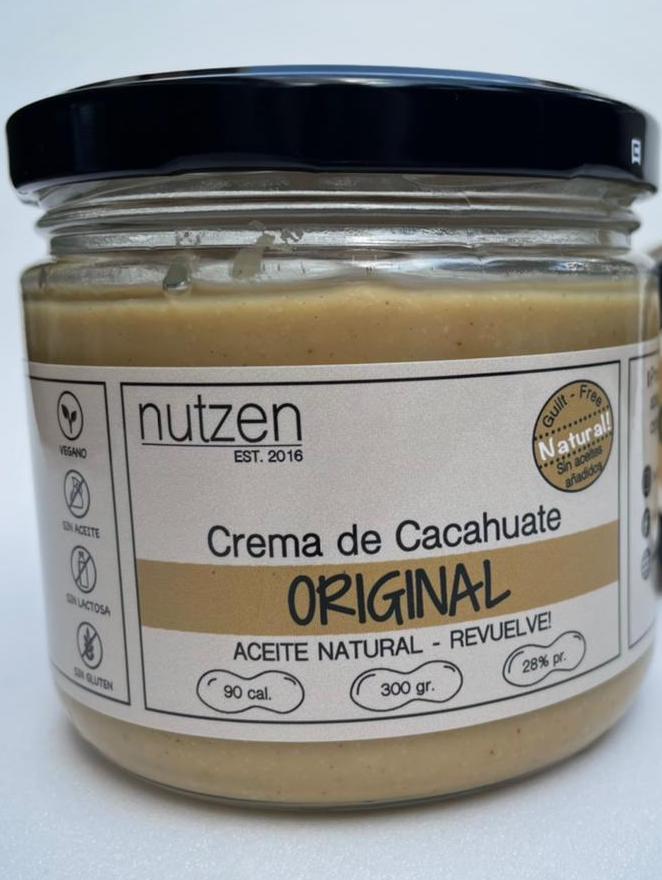 VEGANO
SIN ACEITE
SIN LACTOSA
SIN GLUTEN
nutzen
EST. 2016
Guilt - Free
Natural!
Sin aceites
añadidos
Crema de Cacahuate
ORIGINAL
ACEITE NATURAL - REVUELVE!
90 cal.
300 gr.
28% pr.